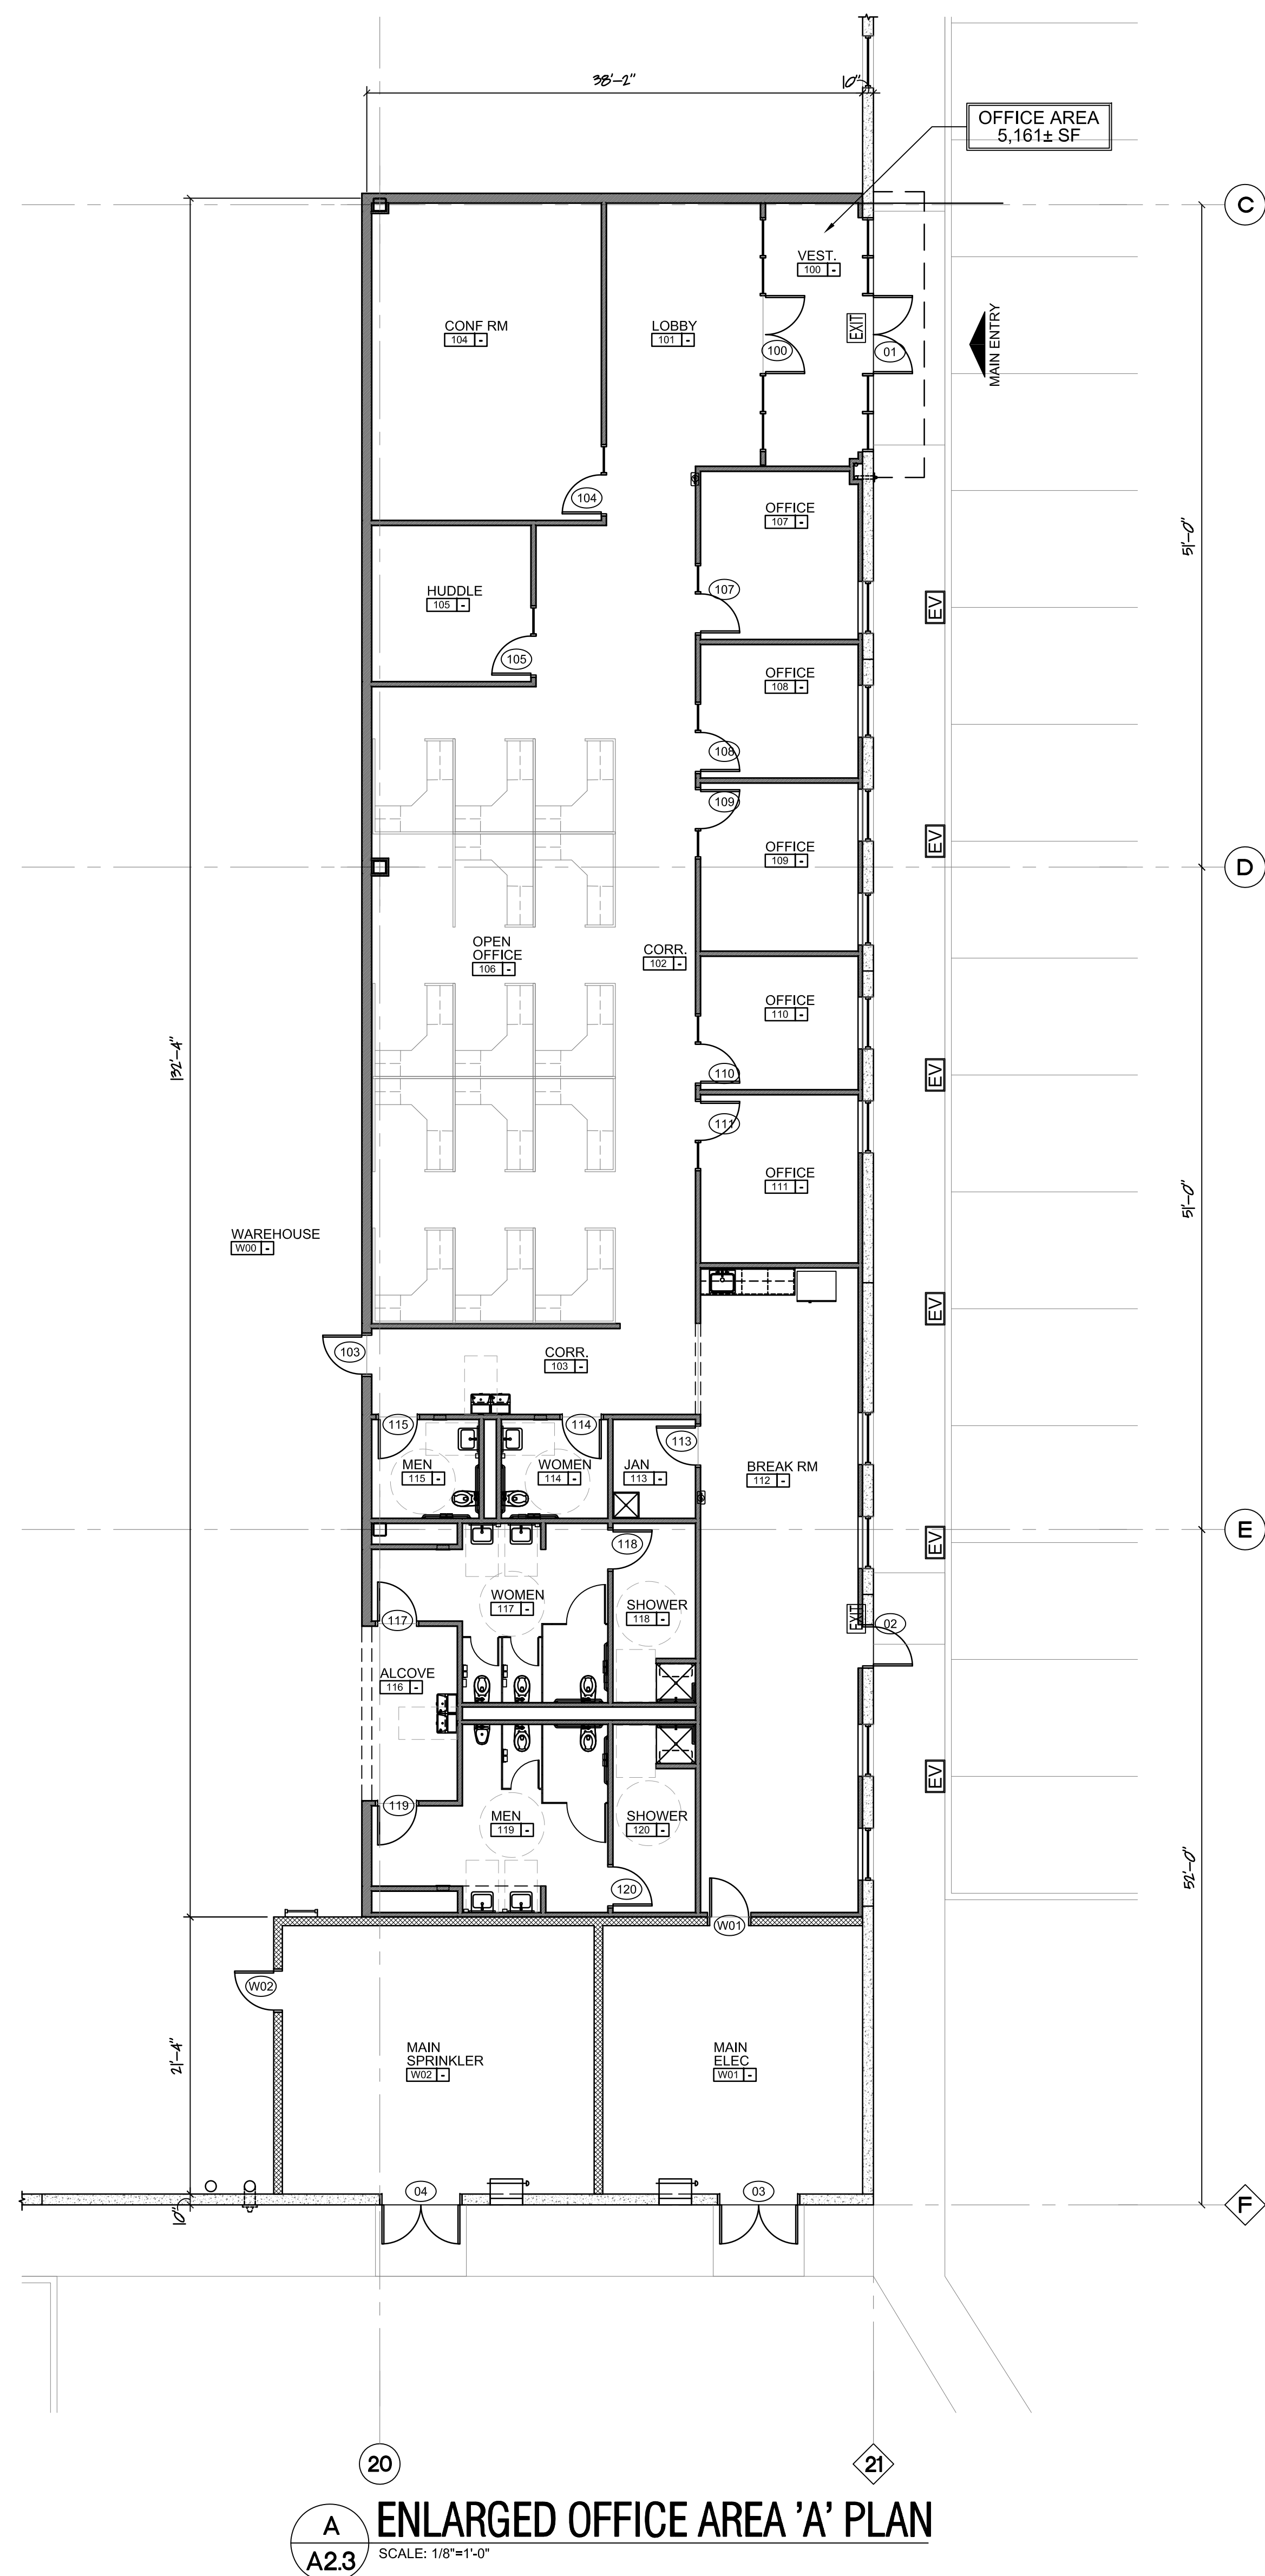 38'-2"
10"
OFFICE AREA
5,161± SF
C
VEST.
100 -
CONF RM
104 -
LOBBY
101 -
100
EXIT
01
MAIN ENTRY
104
OFFICE
107 -
51'-0"
HUDDLE
105 -
107
EV
105
OFFICE
108 -
108
109
OFFICE
109 -
EV
D
OPEN
OFFICE
106 -
CORR.
102 -
OFFICE
110 -
132'-4"
110
EV
111
OFFICE
111 -
51'-0"
WAREHOUSE
W00 -
EV
103
CORR.
103 -
115
114
113
MEN
115 -
WOMEN
114 -
JAN
113 -
BREAK RM
112 -
E
118
EV
WOMEN
117 -
SHOWER
118 -
117
EXIT
02
ALCOVE
116 -
EV
119
MEN
119 -
SHOWER
120 -
52'-0"
120
W01
W02
MAIN
SPRINKLER
W02 -
MAIN
ELEC
W01 -
21'-4"
04
03
10"
F
20
21
A
A2.3
ENLARGED OFFICE AREA 'A' PLAN
SCALE: 1/8"=1'-0"